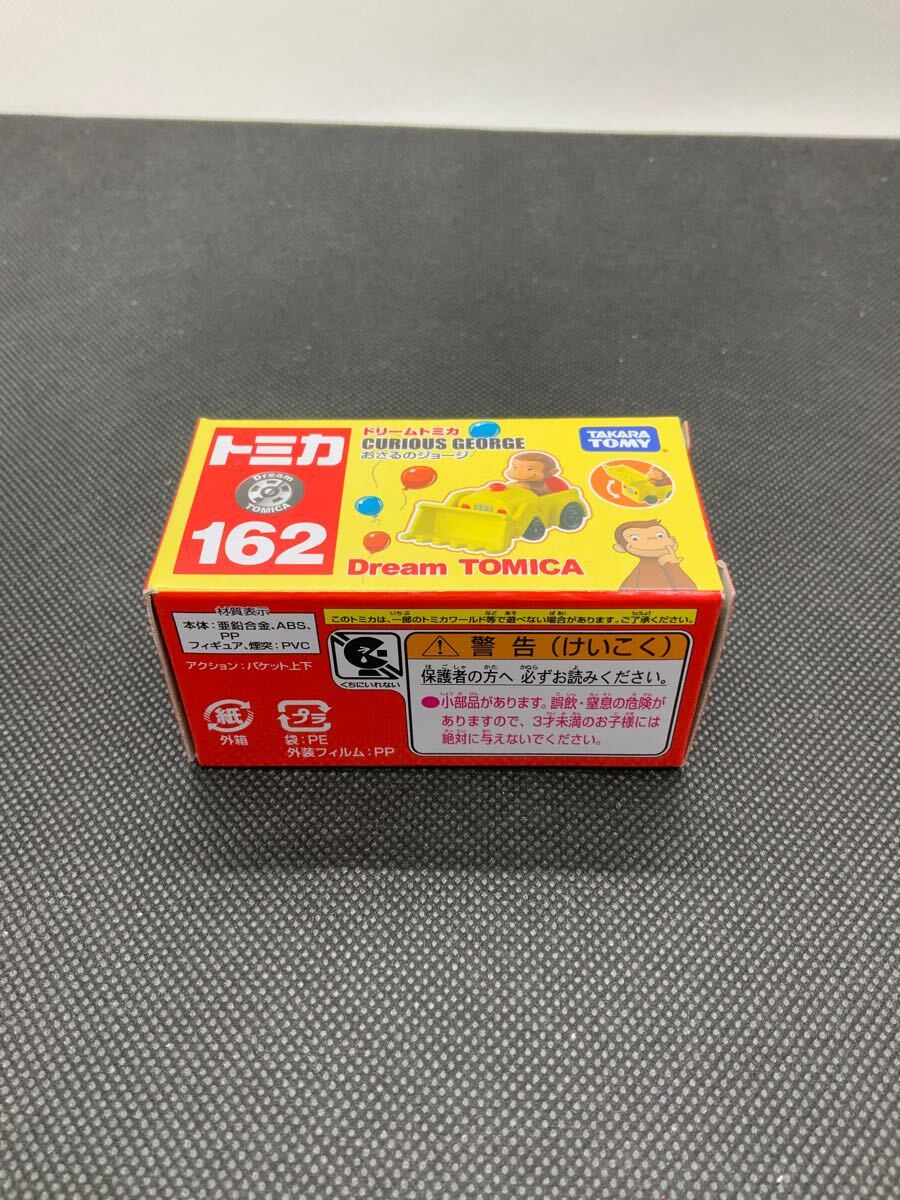 トミカ
Dream
TOMICA
162
ドリームトミカ
CURIOUS GEORGE
おさるのジョージ
Dream TOMICA
TAKARA
TOMY
材質表示
本体:亜鉛合金、ABS、
PP
フィギュア、煙突:PVC
アクション:バケット上下
紙
外箱
プラ
袋:PE
外装フィルム:PP
このトミカは、一部のトミカワールド等で遊べない場合があります。ご了承ください。
くちにいれない
警告(けいこく)
保護者の方へ 必ずお読みください。
●小部品があります。誤飲・窒息の危険が
ありますので、3才未満のお子様には
絶対に与えないでください。